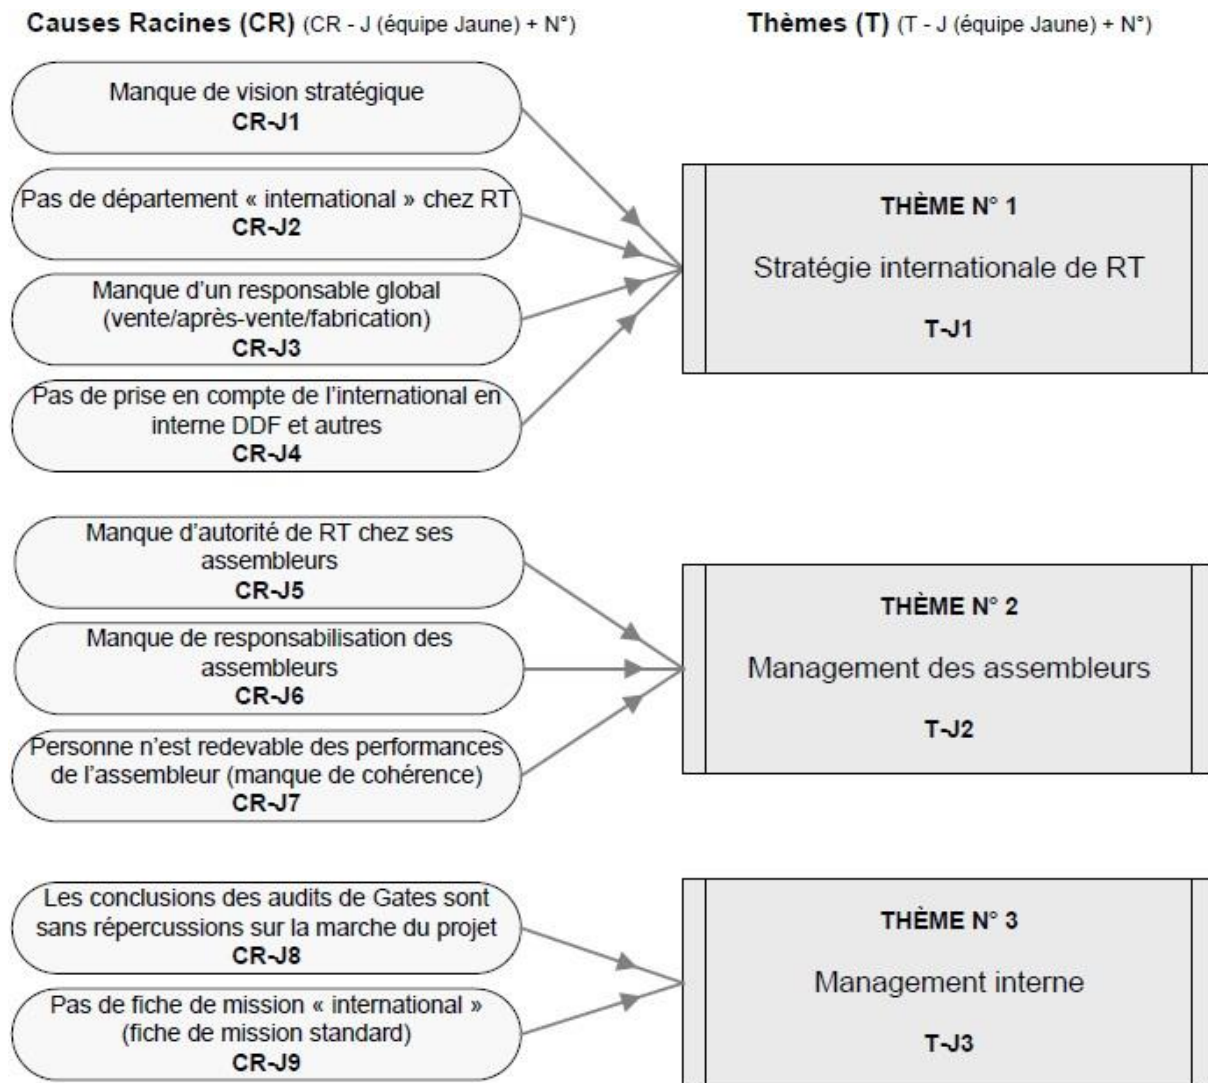 Causes Racines (CR) (CR - J (équipe Jaune) + N°)
Thèmes (T) (T - J (équipe Jaune) + N°)
Manque de vision stratégique
CR-J1
Pas de département « international » chez RT
CR-J2
Manque d'un responsable global
(vente/après-vente/fabrication)
CR-J3
Pas de prise en compte de l'international en
interne DDF et autres
CR-J4
THÈME N° 1
Stratégie internationale de RT
T-J1
Manque d'autorité de RT chez ses
assembleurs
CR-J5
Manque de responsabilisation des
assembleurs
CR-J6
Personne n'est redevable des performances
de l'assembleur (manque de cohérence)
CR-J7
THÈME N° 2
Management des assembleurs
T-J2
Les conclusions des audits de Gates sont
sans répercussions sur la marche du projet
CR-J8
Pas de fiche de mission « international »
(fiche de mission standard)
CR-J9
THÈME N° 3
Management interne
T-J3